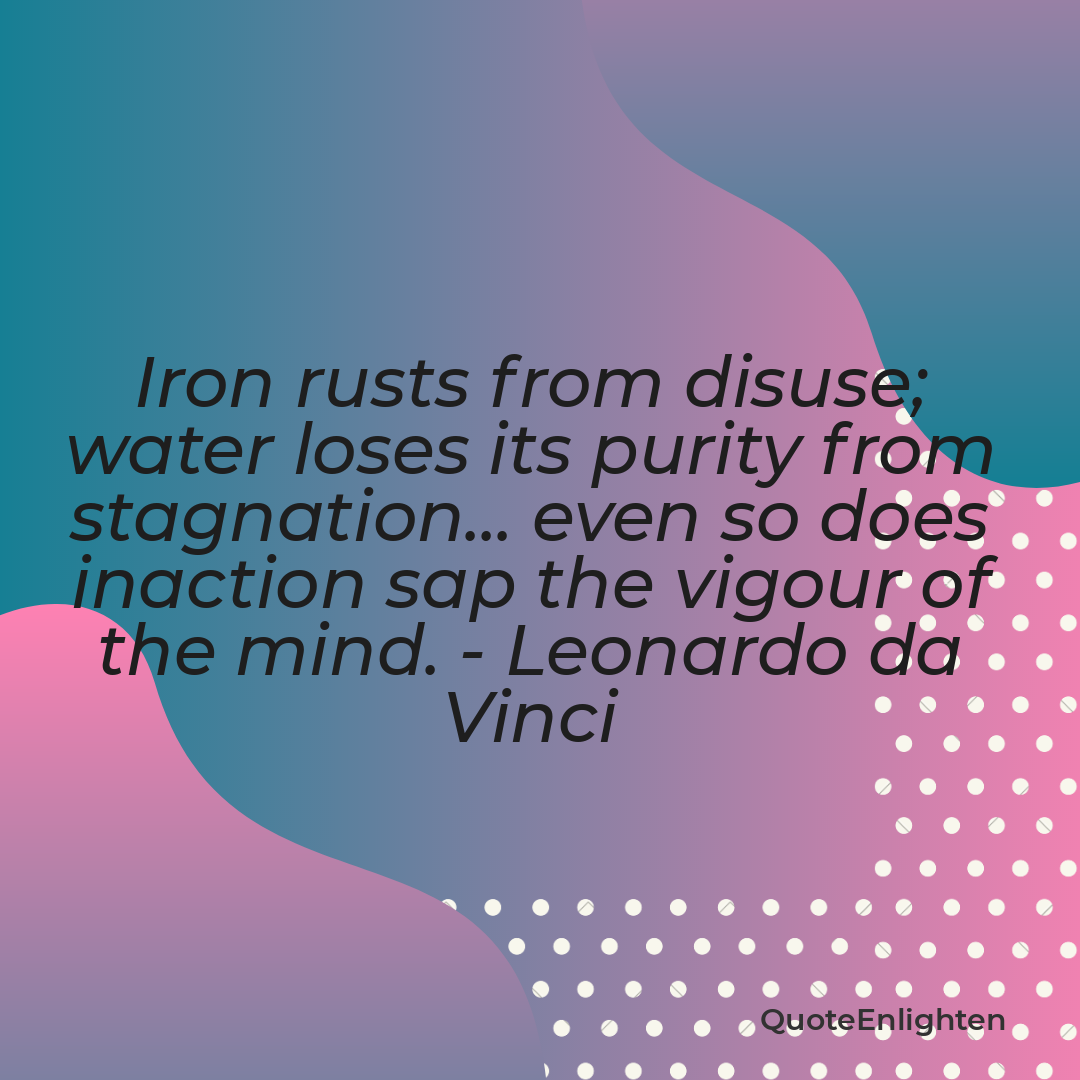 Iron rusts from disuse;
water loses its purity from
stagnation... even so does
inaction sap the vigour of
the mind. - Leonardo da
Vinci
QuoteEnlighten